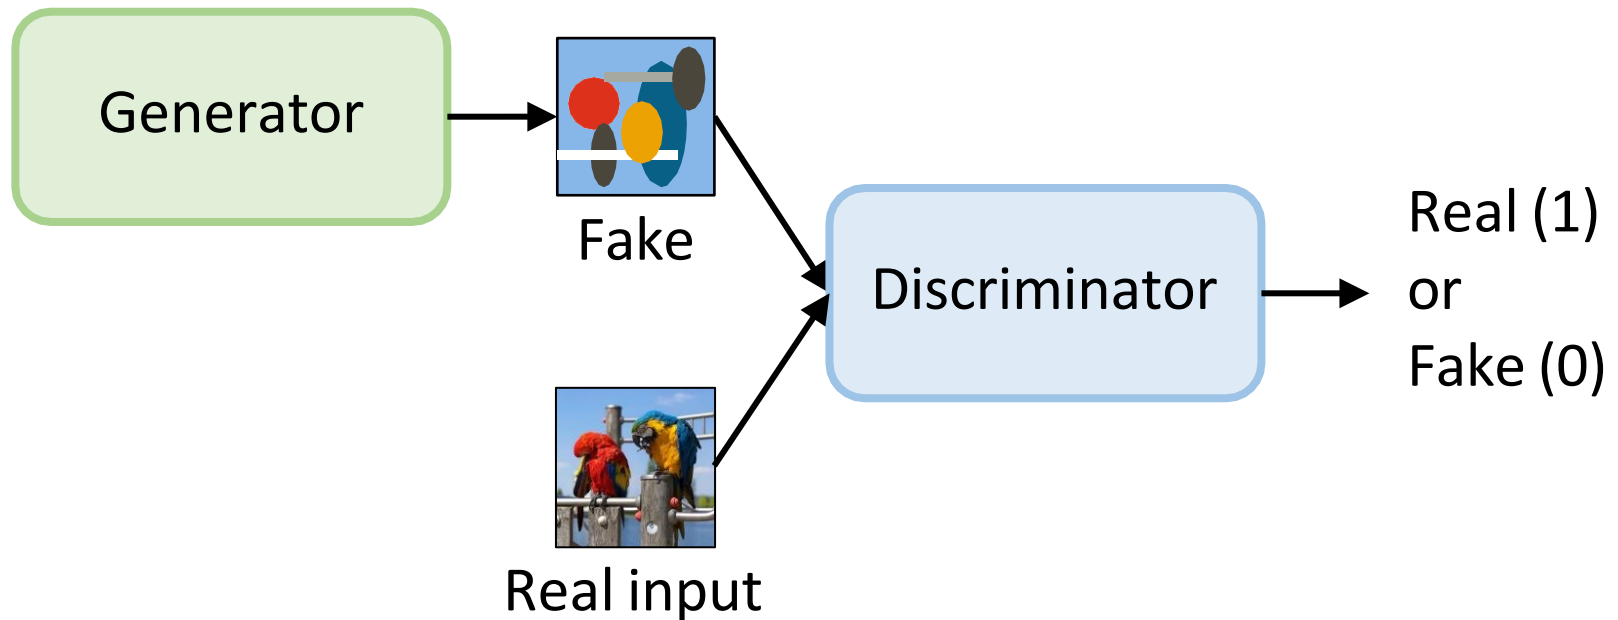 Generator
Fake
Discriminator
Real (1)
or
Fake (0)
Real input